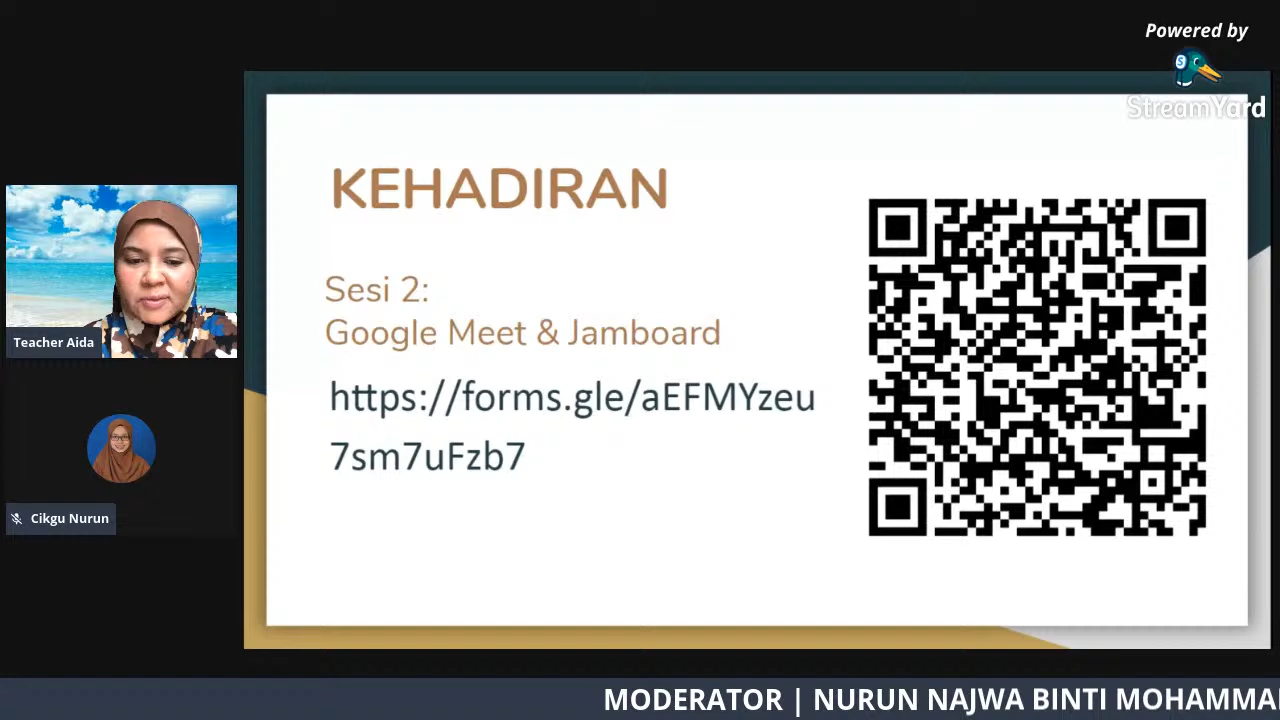 Powered by
StreamYard
KEHADIRAN
Sesi 2:
Google Meet & Jamboard
https://forms.gle/aEFMYzeu
7sm7uFzb7
Teacher Aida
Cikgu Nurun
MODERATOR | NURUN NAJWA BINTI MOHAMMA